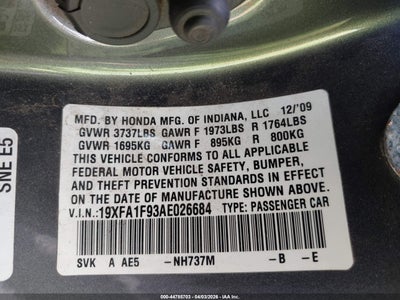 SNE E5
MFD. BY HONDA MFG. OF INDIANA, LLC 12/'09
GVWR 3737LBS GAWR F 1973LBS R 1764LBS
GVWR 1695KG GAWR F 895KG R 800KG
THIS VEHICLE CONFORMS TO ALL APPLICABLE
FEDERAL MOTOR VEHICLE SAFETY, BUMPER,
AND THEFT PREVENTION STANDARDS IN EFFECT
ON THE DATE OF MANUFACTURE SHOWN ABOVE.
V.I.N.: 19XFA1F93AE026684 TYPE: PASSENGER CAR
SVK A AE5 -NH737M -B -E
© 000-44785703 - 04/03/2026 - IAAI - Copart